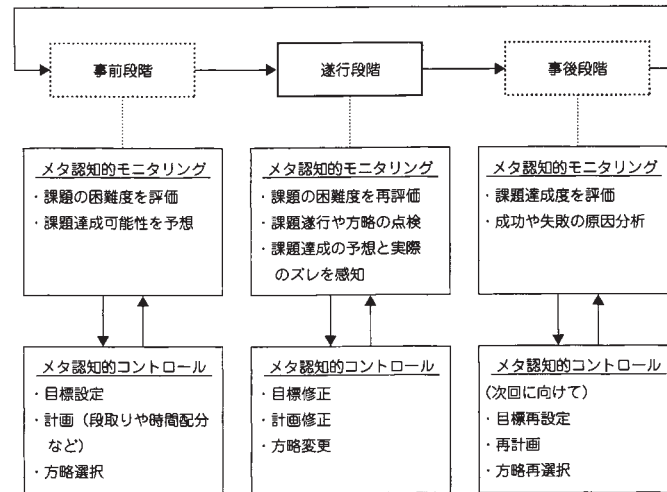 事前段階
遂行段階
事後段階
メタ認知的モニタリング
・課題の困難度を評価
・課題達成可能性を予想
メタ認知的モニタリング
・課題の困難度を再評価
・課題遂行や方略の点検
・課題達成の予想と実際
のズレを感知
メタ認知的モニタリング
・課題達成度を評価
・成功や失敗の原因分析
メタ認知的コントロール
・目標設定
・計画（段取りや時間配分
など）
・方略選択
メタ認知的コントロール
・目標修正
・計画修正
・方略変更
メタ認知的コントロール
(次回に向けて)
・目標再設定
・再計画
・方略再選択